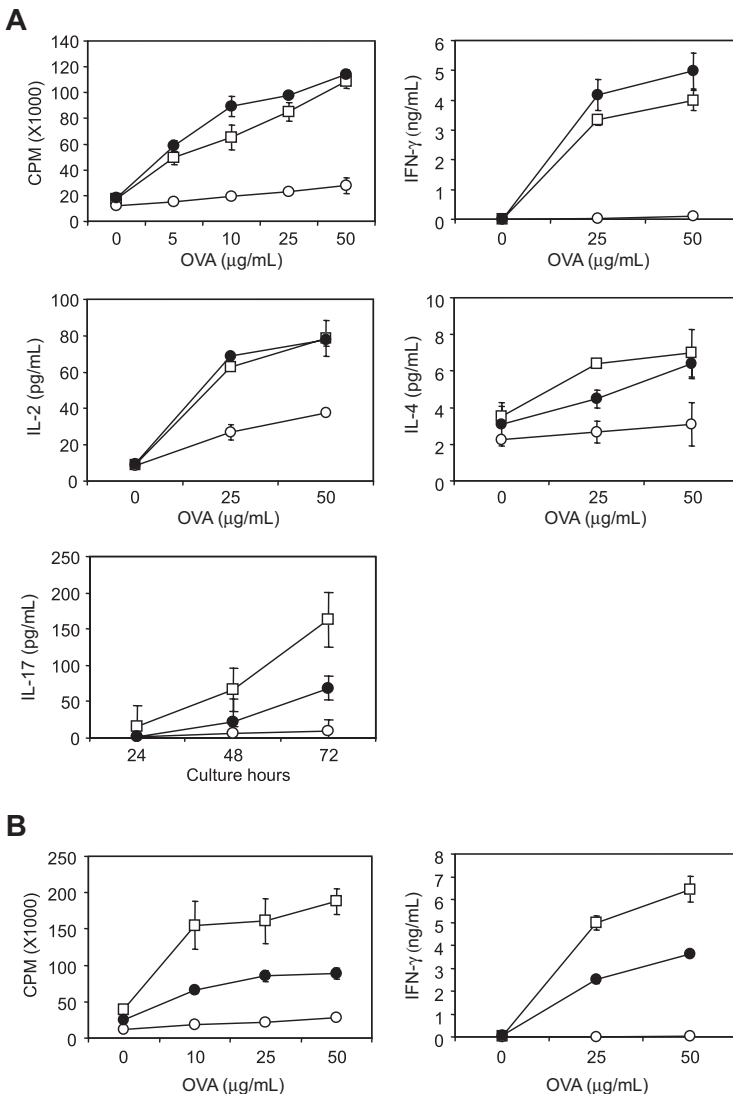 A
140
120
100
80
60
40
20
0
CPM (X1000)
0 5 10 25 50
OVA (μg/mL)
6
5
4
3
2
1
0
IFN-γ (ng/mL)
0 25 50
OVA (μg/mL)
100
80
60
40
20
0
IL-2 (pg/mL)
0 25 50
OVA (μg/mL)
10
8
6
4
2
0
IL-4 (pg/mL)
0 25 50
OVA (μg/mL)
250
200
150
100
50
0
IL-17 (pg/mL)
24 48 72
Culture hours
B
250
200
150
100
50
0
CPM (X1000)
0 10 25 50
OVA (μg/mL)
8
7
6
5
4
3
2
1
0
IFN-γ (ng/mL)
0 25 50
OVA (μg/mL)